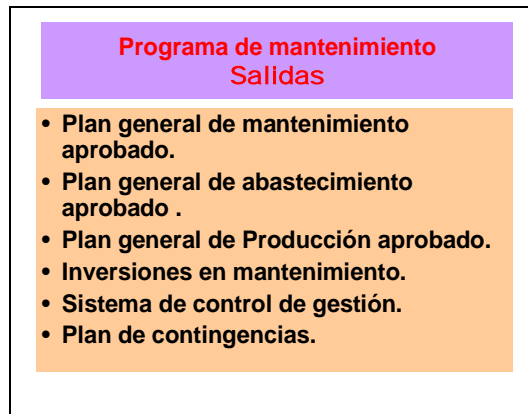 Programa de mantenimiento
Salidas
• Plan general de mantenimiento
aprobado.
• Plan general de abastecimiento
aprobado .
• Plan general de Producción aprobado.
• Inversiones en mantenimiento.
• Sistema de control de gestión.
• Plan de contingencias.